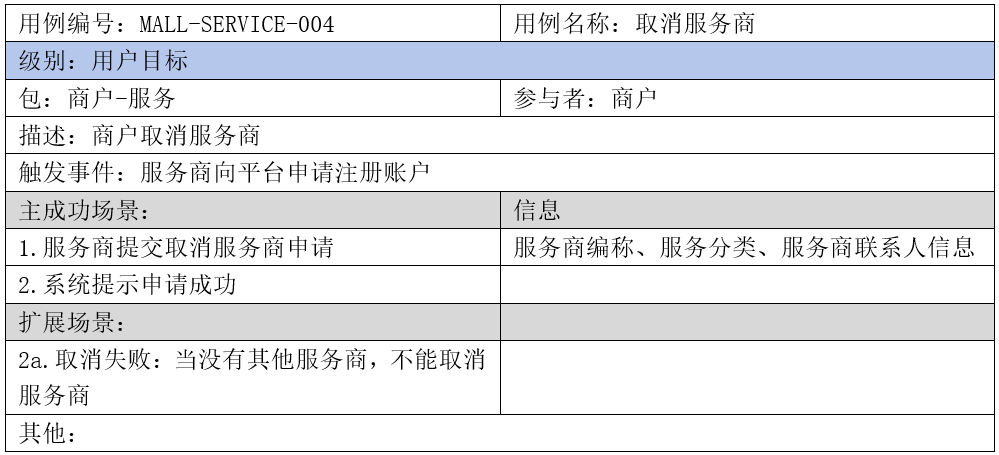 用例编号：MALL-SERVICE-004 用例名称：取消服务商
级别：用户目标
包：商户-服务 参与者：商户
描述：商户取消服务商
触发事件：服务商向平台申请注册账户
主成功场景： 信息
1.服务商提交取消服务商申请 服务商编称、服务分类、服务商联系人信息
2.系统提示申请成功
扩展场景：
2a.取消失败：当没有其他服务商，不能取消
服务商
其他：